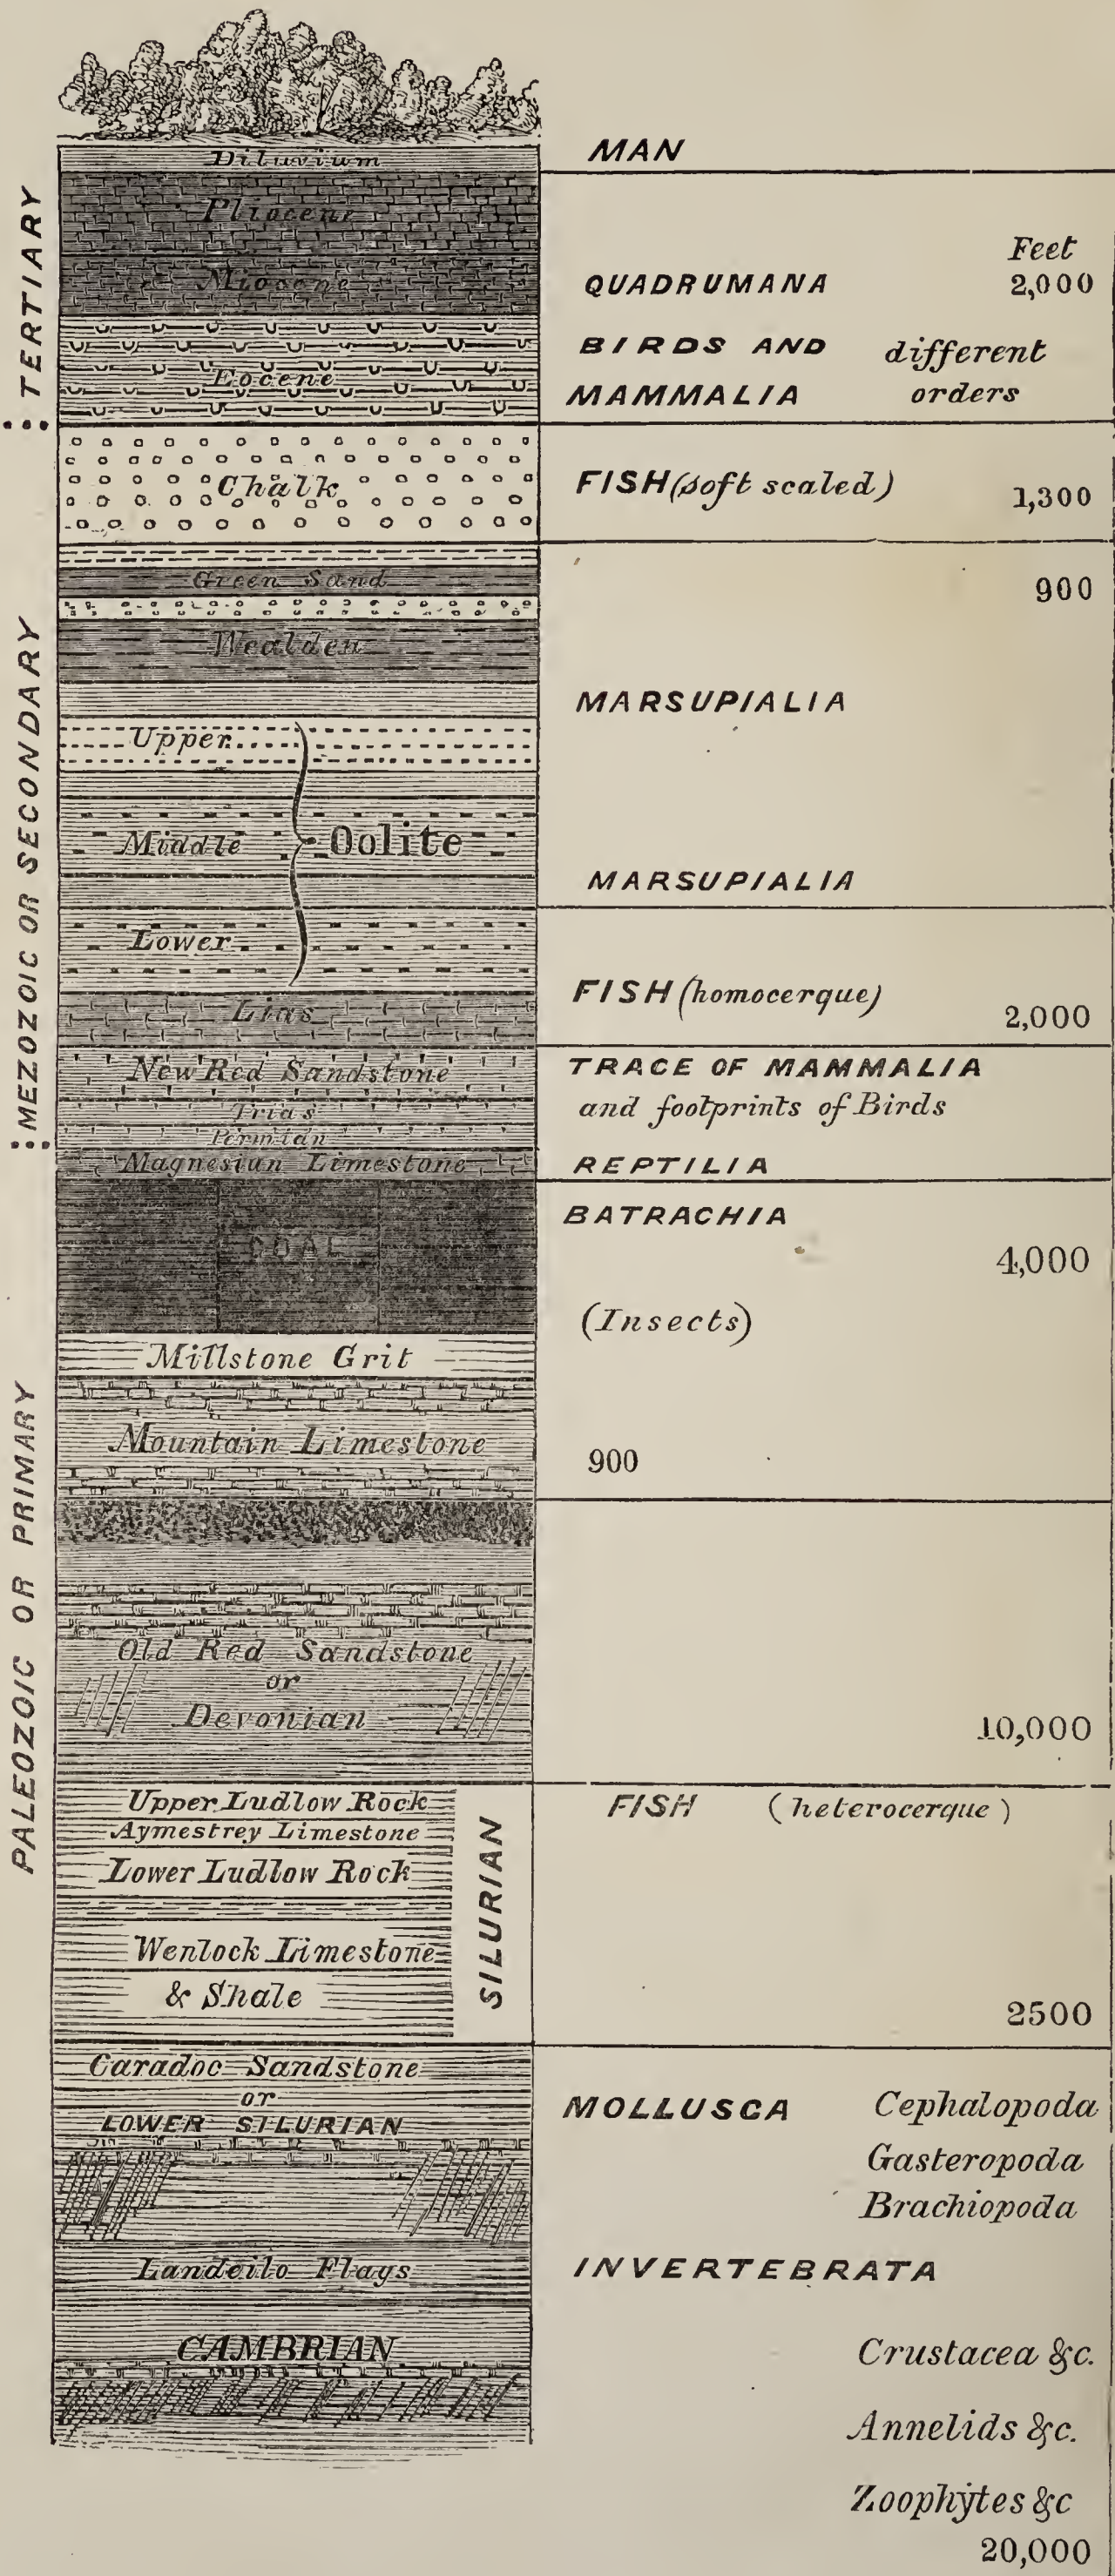 TERTIARY
MEZOZOIC OR SECONDARY
PALEOZOIC OR PRIMARY
Diluvium
Pliocene
Miocene
Eocene
Chalk
Green Sand
Wealden
Upper
Middle
Oolite
Lower
Lias
New Red Sandstone
Trias
Permian
Magnesian Limestone
COAL
Millstone Grit
Mountain Limestone
Old Red Sandstone
or
Devonian
Upper Ludlow Rock
Aymestrey Limestone
Lower Ludlow Rock
Wenlock Limestone
& Shale
SILURIAN
Caradoc Sandstone
or
LOWER SILURIAN
Landeilo Flags
CAMBRIAN
MAN
Feet
QUADRUMANA 2,000
BIRDS AND different
MAMMALIA orders
FISH (soft scaled) 1,300
900
MARSUPIALIA
MARSUPIALIA
FISH (homocerque)
2,000
TRACE OF MAMMALIA
and footprints of Birds
REPTILIA
BATRACHIA
4,000
(Insects)
900
10,000
FISH (heterocerque)
2500
MOLLUSCA Cephalopoda
Gasteropoda
Brachiopoda
INVERTEBRATA
Crustacea &c.
Annelids &c.
Zoophytes &c
20,000